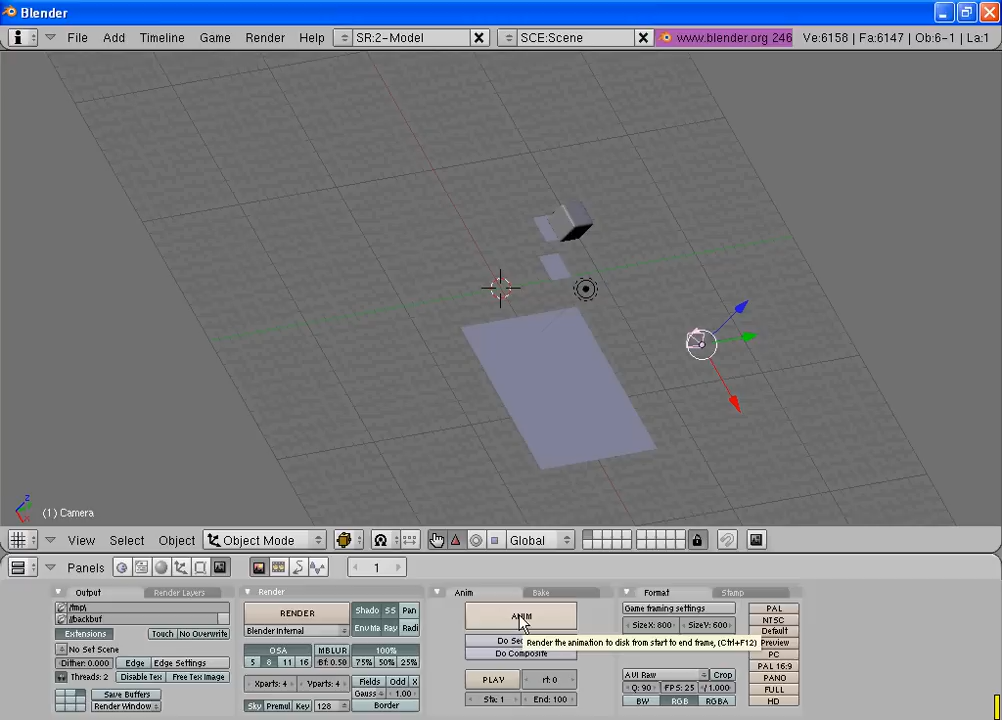 Blender
File Add Timeline Game Render Help SR:2-Model SCE:Scene www.blender.org 246 Ve:6158 | Fa:6147 | Ob:6-1 | La:1
(1) Camera
View Select Object Object Mode Global
Panels 1
Output Render Layers Render Anim Bake Format Stamp
/tmp\
//backbuf
Extensions Touch No Overwrite
No Set Scene
Dither: 0.000 Edge Edge Settings
Threads: 2 Disable Tex Free Tex Image
Save Buffers
Render Window
RENDER Shado SS Pan
EnvMa Ray Radi
Blender Internal
OSA MBLUR 100%
5 8 11 16 Bf: 0.50 75% 50% 25%
Xparts: 4 Yparts: 4 Fields Odd X
Gauss 1.00
Sky Premul Key 128 Border
ANIM
Do Se
Render the animation to disk from start to end frame, (Ctrl+F12)
Do Composite
PLAY rt 0
Sta: 1 End: 100
Game framing settings
SizeX: 800 SizeY: 600
AVI Raw Crop
Q: 90 FPS: 25 /1.000
BW RGB RGBA
PAL
NTSC
Default
Preview
PC
PAL 16:9
PANO
FULL
HD